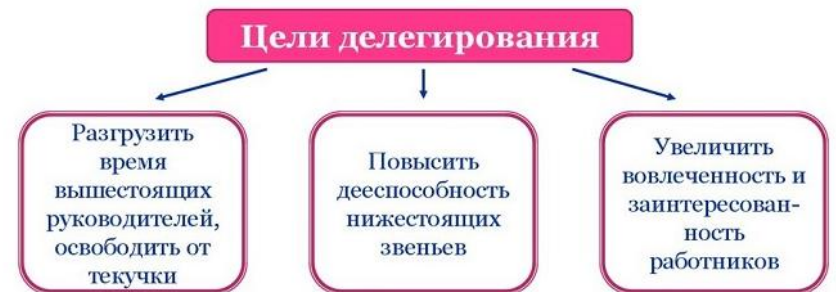 Цели делегирования
Разгрузить
время
вышестоящих
руководителей,
освободить от
текучки
Повысить
дееспособность
нижестоящих
звеньев
Увеличить
вовлеченность и
заинтересован-
ность
работников